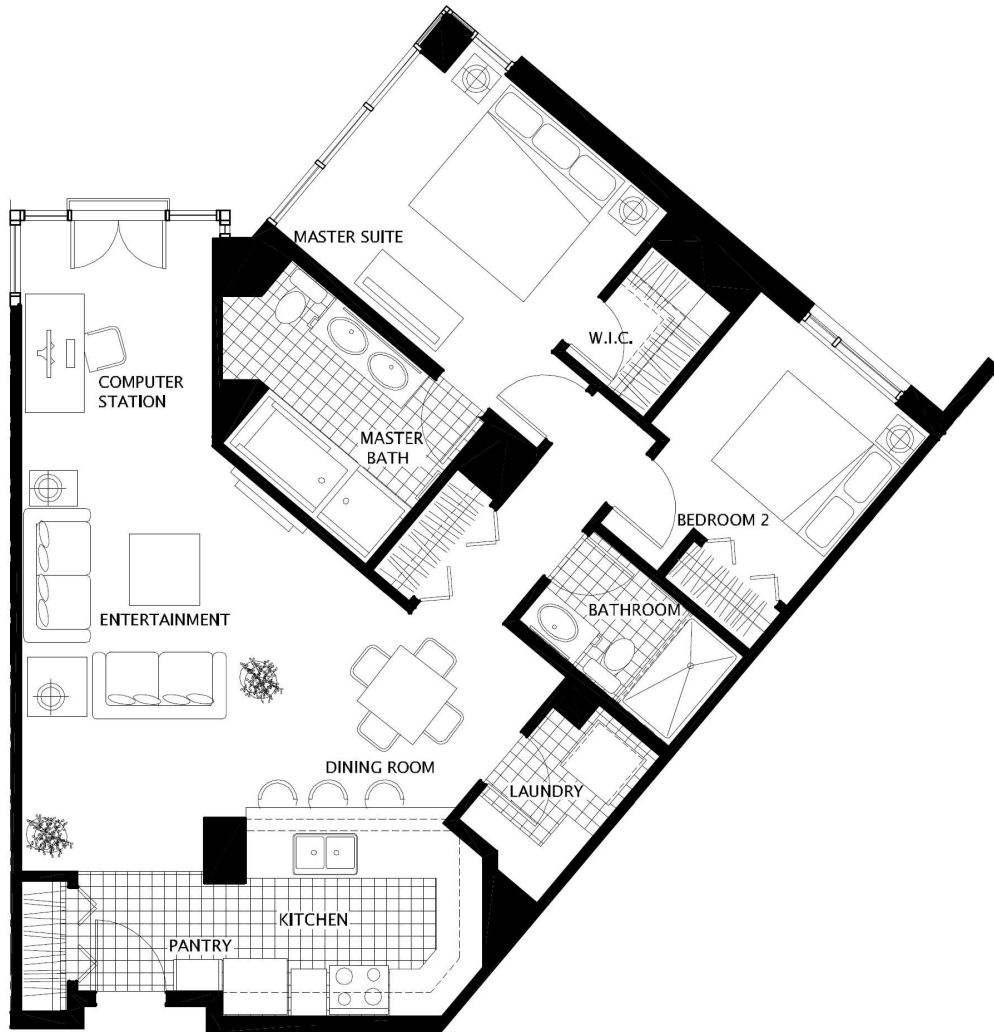 MASTER SUITE
W.I.C.
COMPUTER
STATION
MASTER
BATH
BEDROOM 2
BATHROOM
ENTERTAINMENT
DINING ROOM
LAUNDRY
KITCHEN
PANTRY